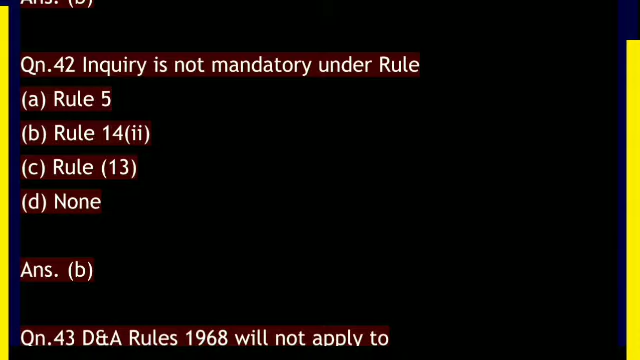 Ans. (b)
Qn.42 Inquiry is not mandatory under Rule
(a) Rule 5
(b) Rule 14(ii)
(c) Rule (13)
(d) None
Ans. (b)
Qn.43 D&A Rules 1968 will not apply to